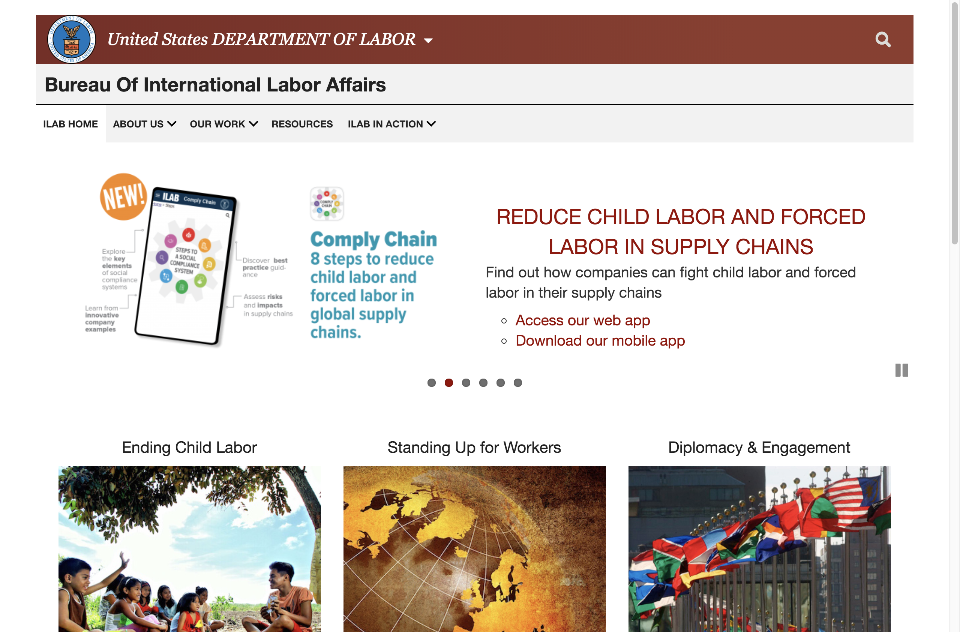 United States DEPARTMENT OF LABOR
Bureau Of International Labor Affairs
ILAB HOME ABOUT US OUR WORK RESOURCES ILAB IN ACTION
NEW!
ILAB Comply Chain
STEPS TO
A SOCIAL
COMPLIANCE
SYSTEM
Explore
the key
elements
of social
compliance
systems
Learn from
innovative
company
examples
Discover best
practice guid-
ance
Assess risks
and impacts
in supply chains
COMPLY
CHAIN
Comply Chain
8 steps to reduce
child labor and
forced labor in
global supply
chains.
REDUCE CHILD LABOR AND FORCED
LABOR IN SUPPLY CHAINS
Find out how companies can fight child labor and forced
labor in their supply chains
Access our web app
Download our mobile app
Ending Child Labor
Standing Up for Workers
Diplomacy & Engagement